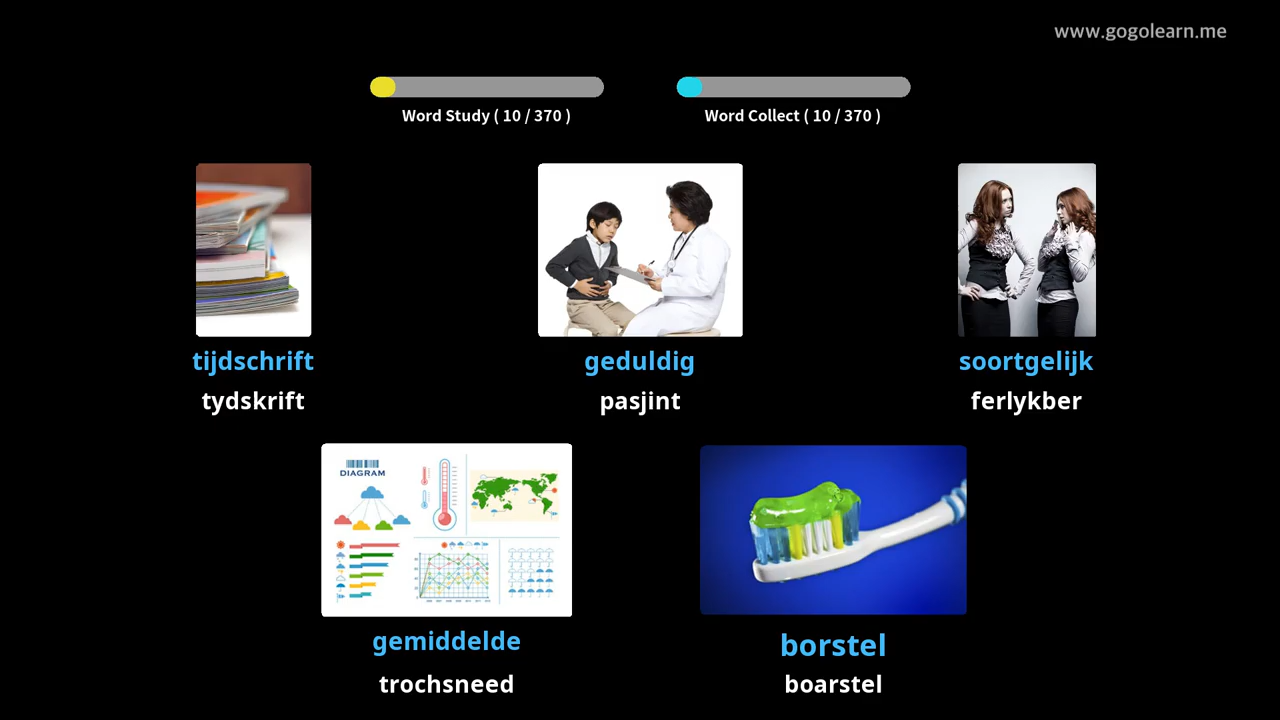 www.gogolearn.me
Word Study ( 10 / 370 )
Word Collect ( 10 / 370 )
tijdschrift
tydskrift
geduldig
pasjint
soortgelijk
ferlykber
DIAGRAM
gemiddelde
trochsneed
borstel
boarstel